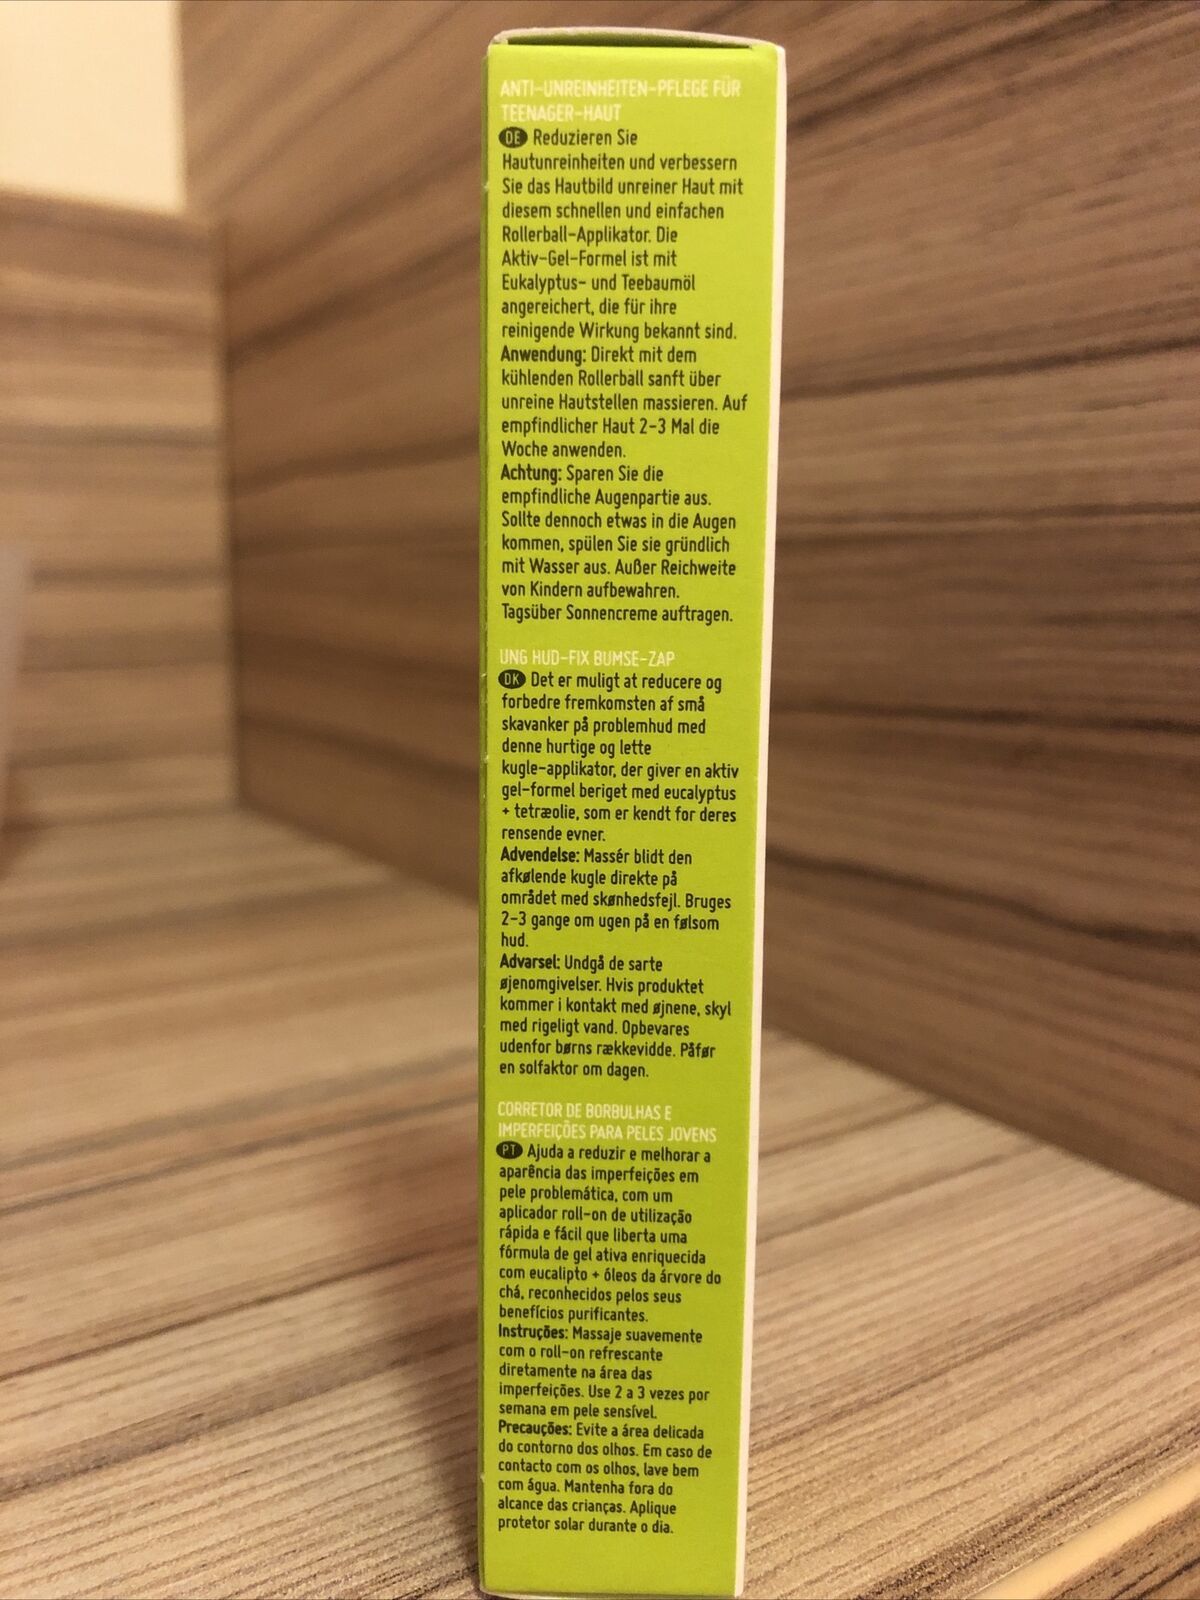 ANTI-UNREINHEITEN-PFLEGE FÜR
TEENAGER-HAUT
DE Reduzieren Sie
Hautunreinheiten und verbessern
Sie das Hautbild unreiner Haut mit
diesem schnellen und einfachen
Rollerball-Applikator. Die
Aktiv-Gel-Formel ist mit
Eukalyptus- und Teebaumöl
angereichert, die für ihre
reinigende Wirkung bekannt sind.
Anwendung: Direkt mit dem
kühlenden Rollerball sanft über
unreine Hautstellen massieren. Auf
empfindlicher Haut 2-3 Mal die
Woche anwenden.
Achtung: Sparen Sie die
empfindliche Augenpartie aus.
Sollte dennoch etwas in die Augen
kommen, spülen Sie sie gründlich
mit Wasser aus. Außer Reichweite
von Kindern aufbewahren.
Tagsüber Sonnencreme auftragen.
UNG HUD-FIX BUMSE-ZAP
DK Det er muligt at reducere og
forbedre fremkomsten af små
skavanker på problemhud med
denne hurtige og lette
kugle-applikator, der giver en aktiv
gel-formel beriget med eucalyptus
+ tetræolie, som er kendt for deres
rensende evner.
Advendelse: Massér blidt den
afkølende kugle direkte på
området med skønhedsfejl. Bruges
2-3 gange om ugen på en følsom
hud.
Advarsel: Undgå de sarte
øjenomgivelser. Hvis produktet
kommer i kontakt med øjnene, skyl
med rigeligt vand. Opbevares
udenfor børns rækkevidde. Påfør
en solfaktor om dagen.
CORRETOR DE BORBULHAS E
IMPERFEIÇÕES PARA PELES JOVENS
PT Ajuda a reduzir e melhorar a
aparência das imperfeições em
pele problemática, com um
aplicador roll-on de utilização
rápida e fácil que liberta uma
fórmula de gel ativa enriquecida
com eucalipto + óleos da árvore do
chá, reconhecidos pelos seus
benefícios purificantes.
Instruções: Massaje suavemente
com o roll-on refrescante
diretamente na área das
imperfeições. Use 2 a 3 vezes por
semana em pele sensível.
Precauções: Evite a área delicada
do contorno dos olhos. Em caso de
contacto com os olhos, lave bem
com água. Mantenha fora do
alcance das crianças. Aplique
protetor solar durante o dia.